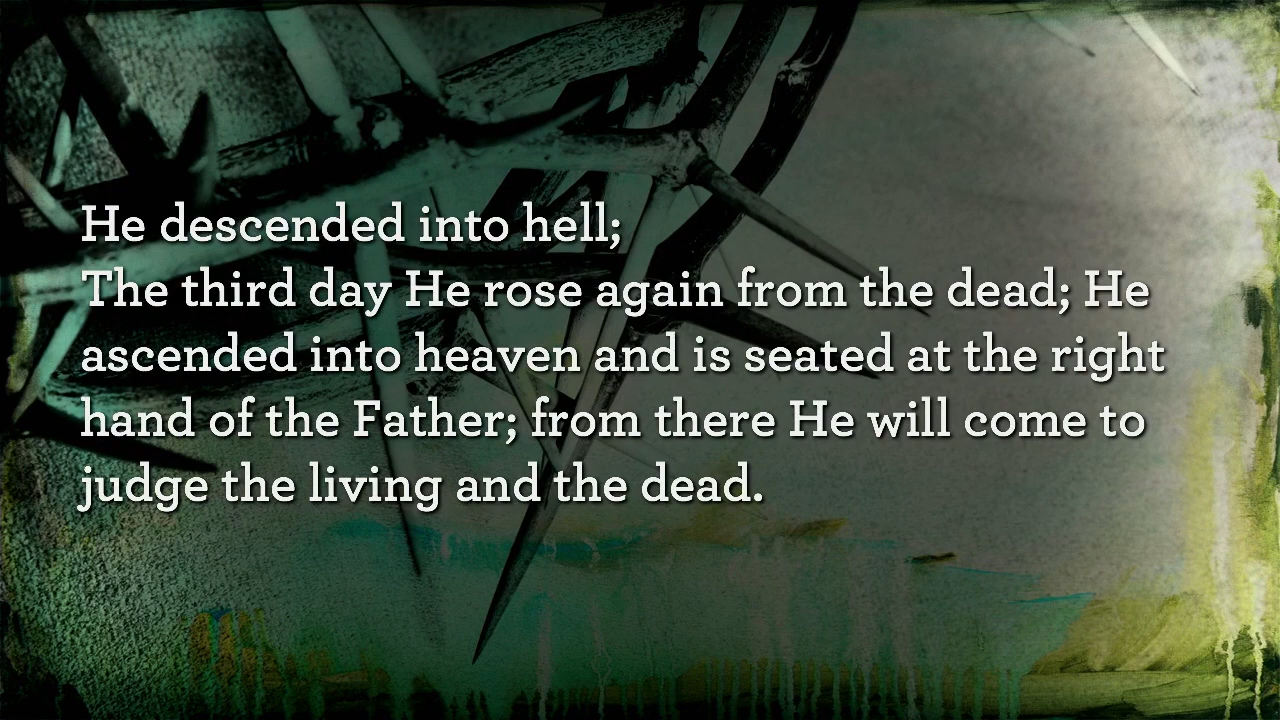 He descended into hell;
The third day He rose again from the dead; He
ascended into heaven and is seated at the right
hand of the Father; from there He will come to
judge the living and the dead.